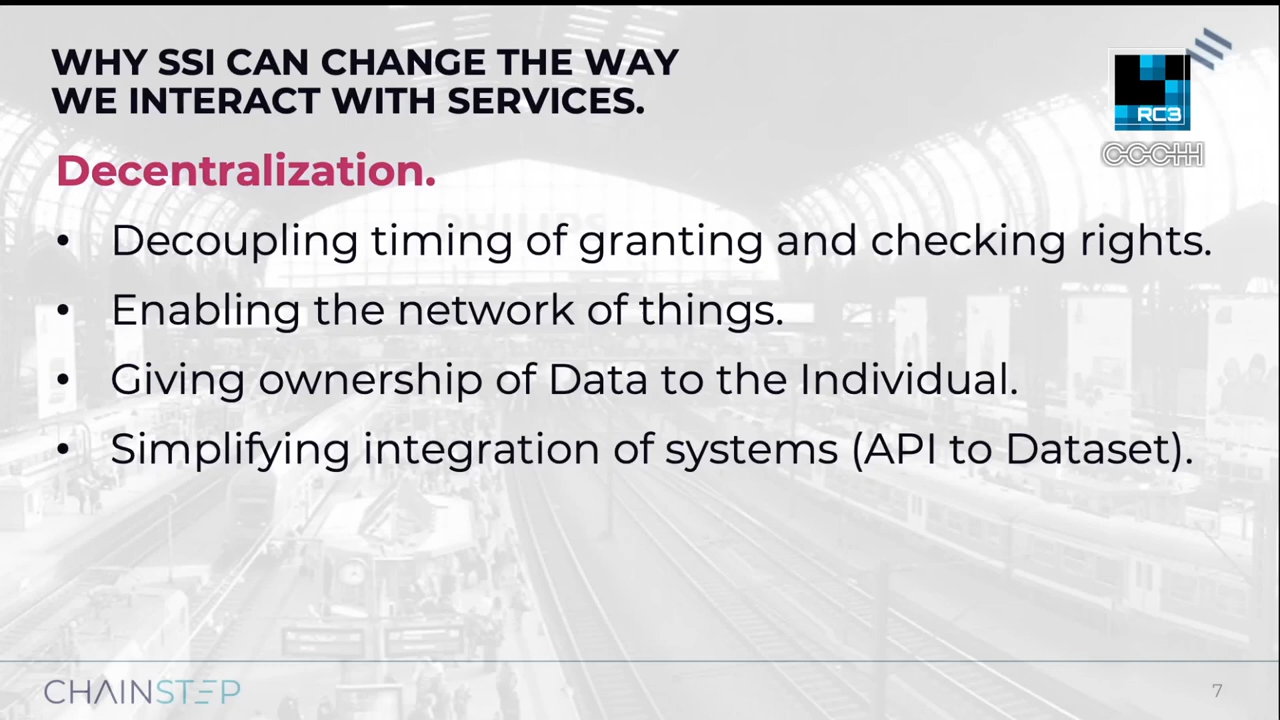 WHY SSI CAN CHANGE THE WAY
WE INTERACT WITH SERVICES.
RC3
CCCHH
Decentralization.
PHILIPS
• Decoupling timing of granting and checking rights.
• Enabling the network of things.
• Giving ownership of Data to the Individual.
• Simplifying integration of systems (API to Dataset).
CHAINSTEP
7